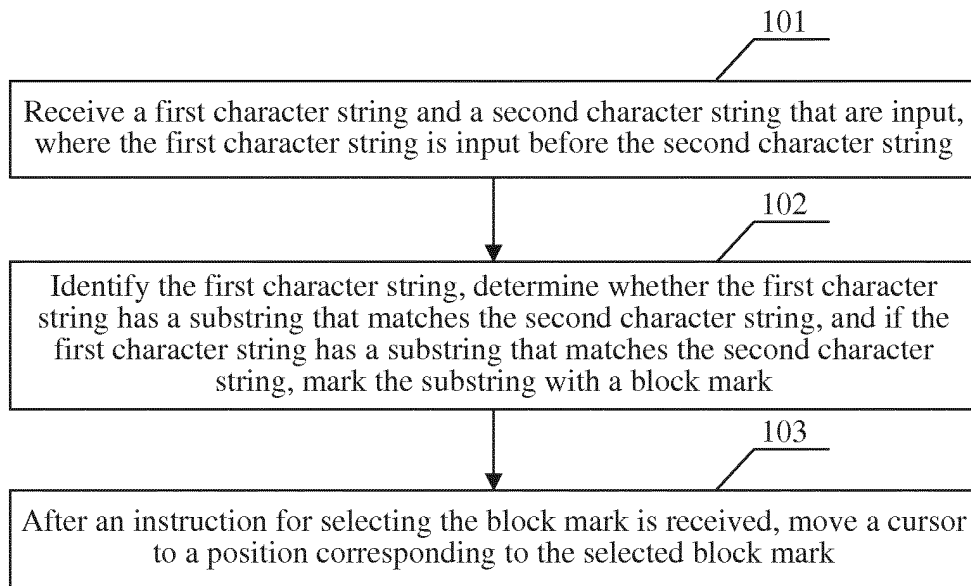 101
Receive a first character string and a second character string that are input,
where the first character string is input before the second character string
102
Identify the first character string, determine whether the first character
string has a substring that matches the second character string, and if the
first character string has a substring that matches the second character
string, mark the substring with a block mark
103
After an instruction for selecting the block mark is received, move a cursor
to a position corresponding to the selected block mark